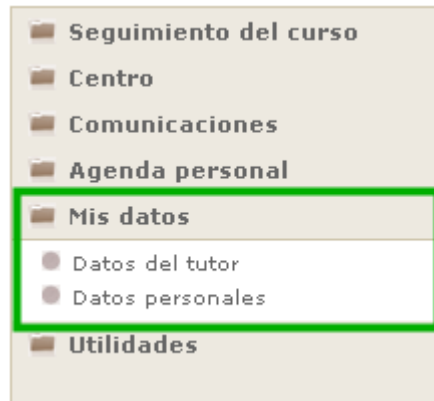 Seguimiento del curso
Centro
Comunicaciones
Agenda personal
Mis datos
Datos del tutor
Datos personales
Utilidades